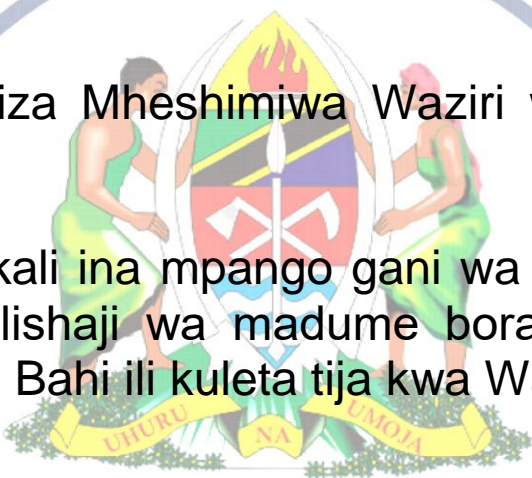 iza Mheshimiwa Waziri
kali ina mpango gani wa
lishaji wa madume bora
Bahi ili kuleta tija kwa W
UHURU NA UMOJA